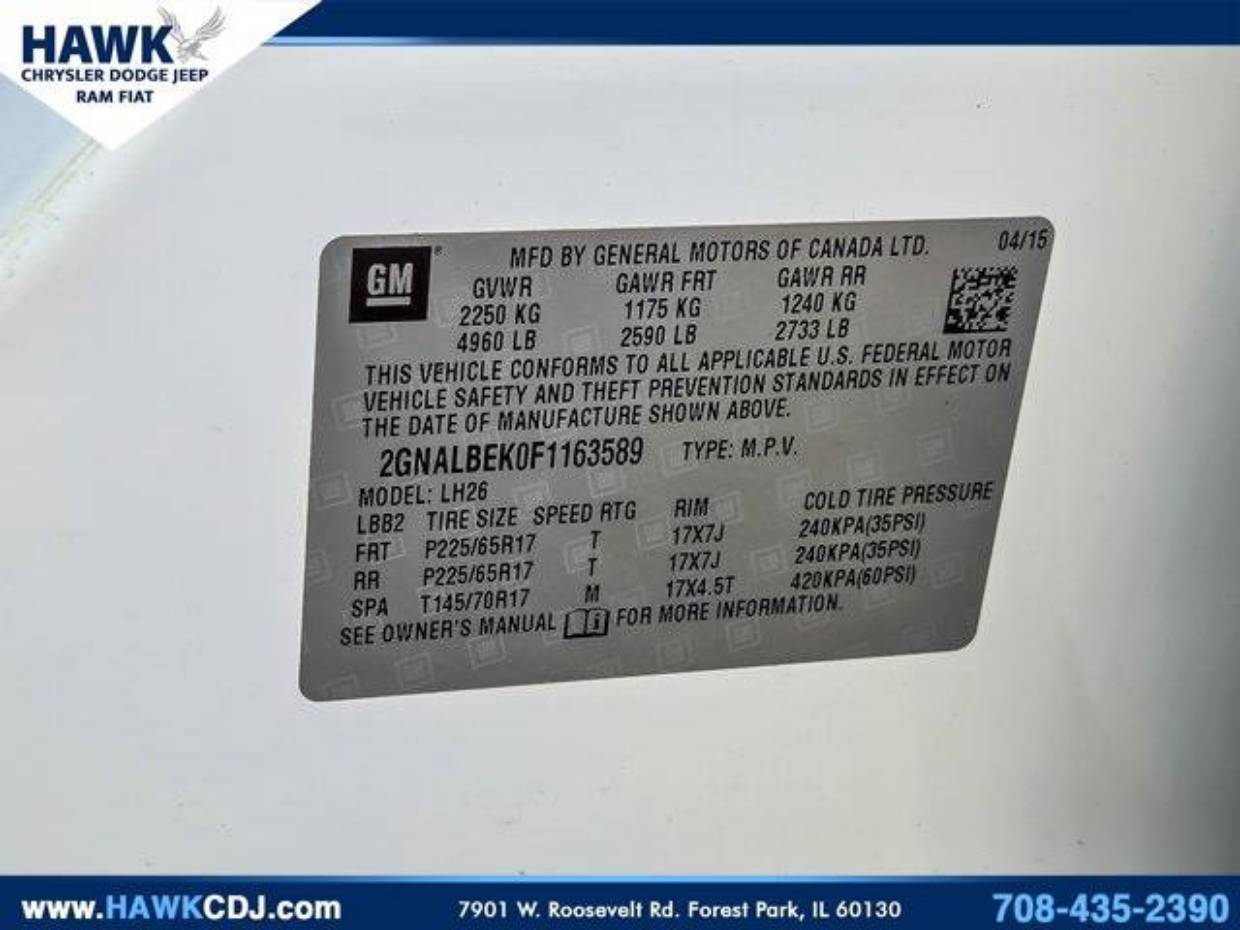 HAWK
CHRYSLER DODGE JEEP
RAM FIAT
GM ®
MFD BY GENERAL MOTORS OF CANADA LTD. 04/15
GVWR GAWR FRT GAWR RR
2250 KG 1175 KG 1240 KG
4960 LB 2590 LB 2733 LB
THIS VEHICLE CONFORMS TO ALL APPLICABLE U.S. FEDERAL MOTOR
VEHICLE SAFETY AND THEFT PREVENTION STANDARDS IN EFFECT ON
THE DATE OF MANUFACTURE SHOWN ABOVE.
2GNALBEK0F1163589 TYPE: M.P.V.
MODEL: LH26
LBB2 TIRE SIZE SPEED RTG RIM COLD TIRE PRESSURE
FRT P225/65R17 T 17X7J 240KPA(35PSI)
RR P225/65R17 T 17X7J 240KPA(35PSI)
SPA T145/70R17 M 17X4.5T 420KPA(60PSI)
SEE OWNER'S MANUAL i FOR MORE INFORMATION.
www.HAWKCDJ.com 7901 W. Roosevelt Rd. Forest Park, IL 60130 708-435-2390